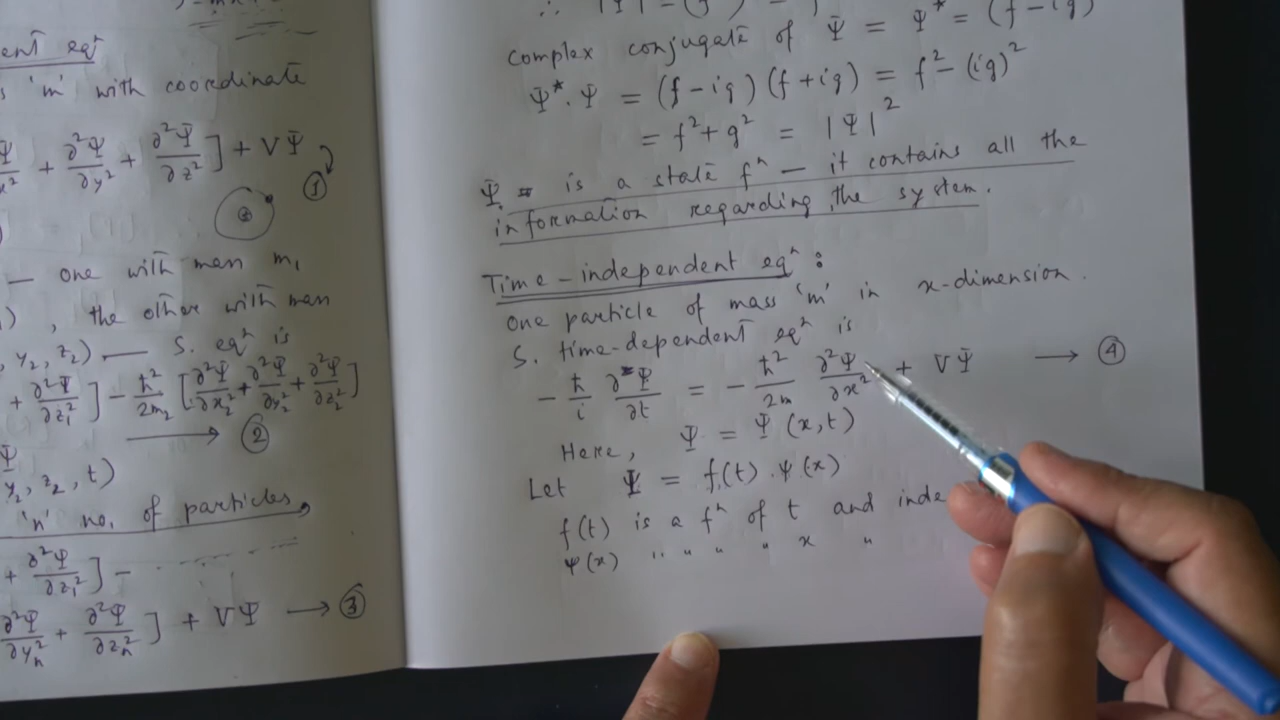 ent eqⁿ
'm' with coordinate
+ ∂²Ψ/∂y² + ∂²Ψ/∂z² ] + VΨ
①
— one with mass m₁
, the other with mass
y₂, z₂) — S. eqⁿ is
+ ∂²Ψ/∂z₁² ] - ħ²/2m₂ [ ∂²Ψ/∂x₂² + ∂²Ψ/∂y₂² + ∂²Ψ/∂z₂² ]
⟶ ②
z₂, t)
'n' no. of particles
+ ∂²Ψ/∂z₁² ] - - - - -
∂²Ψ/∂yₙ² + ∂²Ψ/∂zₙ² ] + VΨ ⟶ ③
complex conjugate of Ψ = Ψ* = (f-ig)
Ψ*.Ψ = (f-ig) (f+ig) = f² - (ig)²
= f² + g² = |Ψ|²
Ψ is a state fⁿ — it contains all the
information regarding the system.
Time-independent eqⁿ :
One particle of mass 'm' in x-dimension.
S. time-dependent eqⁿ is
- ħ/i ∂Ψ/∂t = - ħ²/2m ∂²Ψ/∂x² + VΨ ⟶ ④
Here, Ψ = Ψ (x,t)
Let Ψ = f(t) . ψ(x)
f(t) is a fⁿ of t and inde
ψ(x) " " " " x "